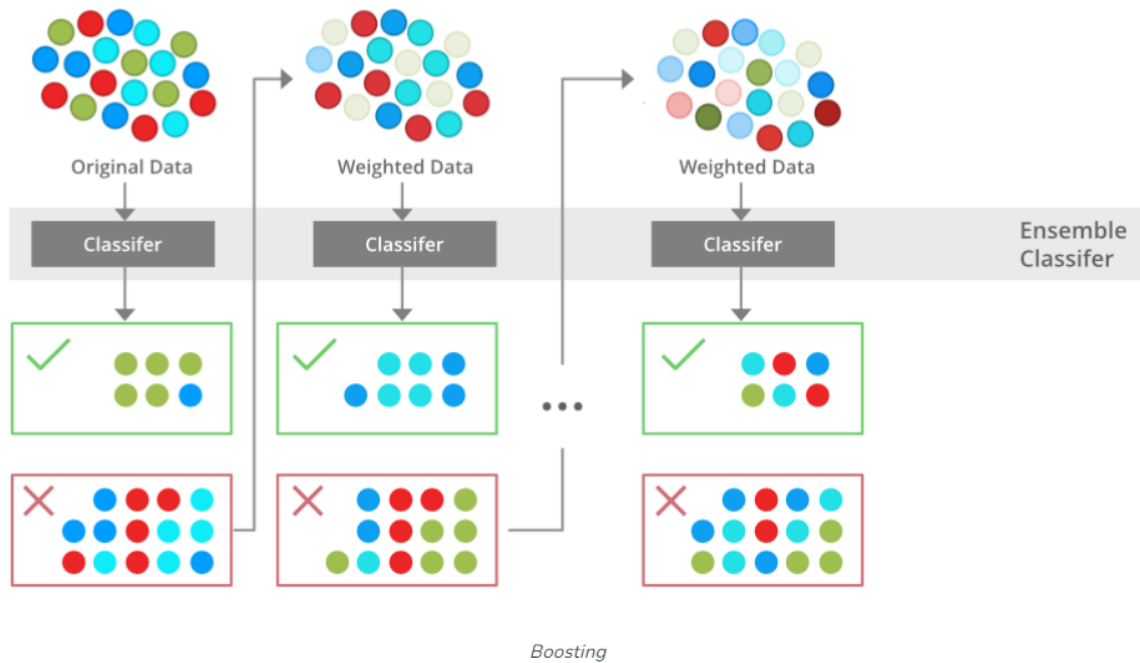 Original Data
Weighted Data
Weighted Data
Classifer
Classifer
Classifer
Ensemble
Classifer
...
Boosting